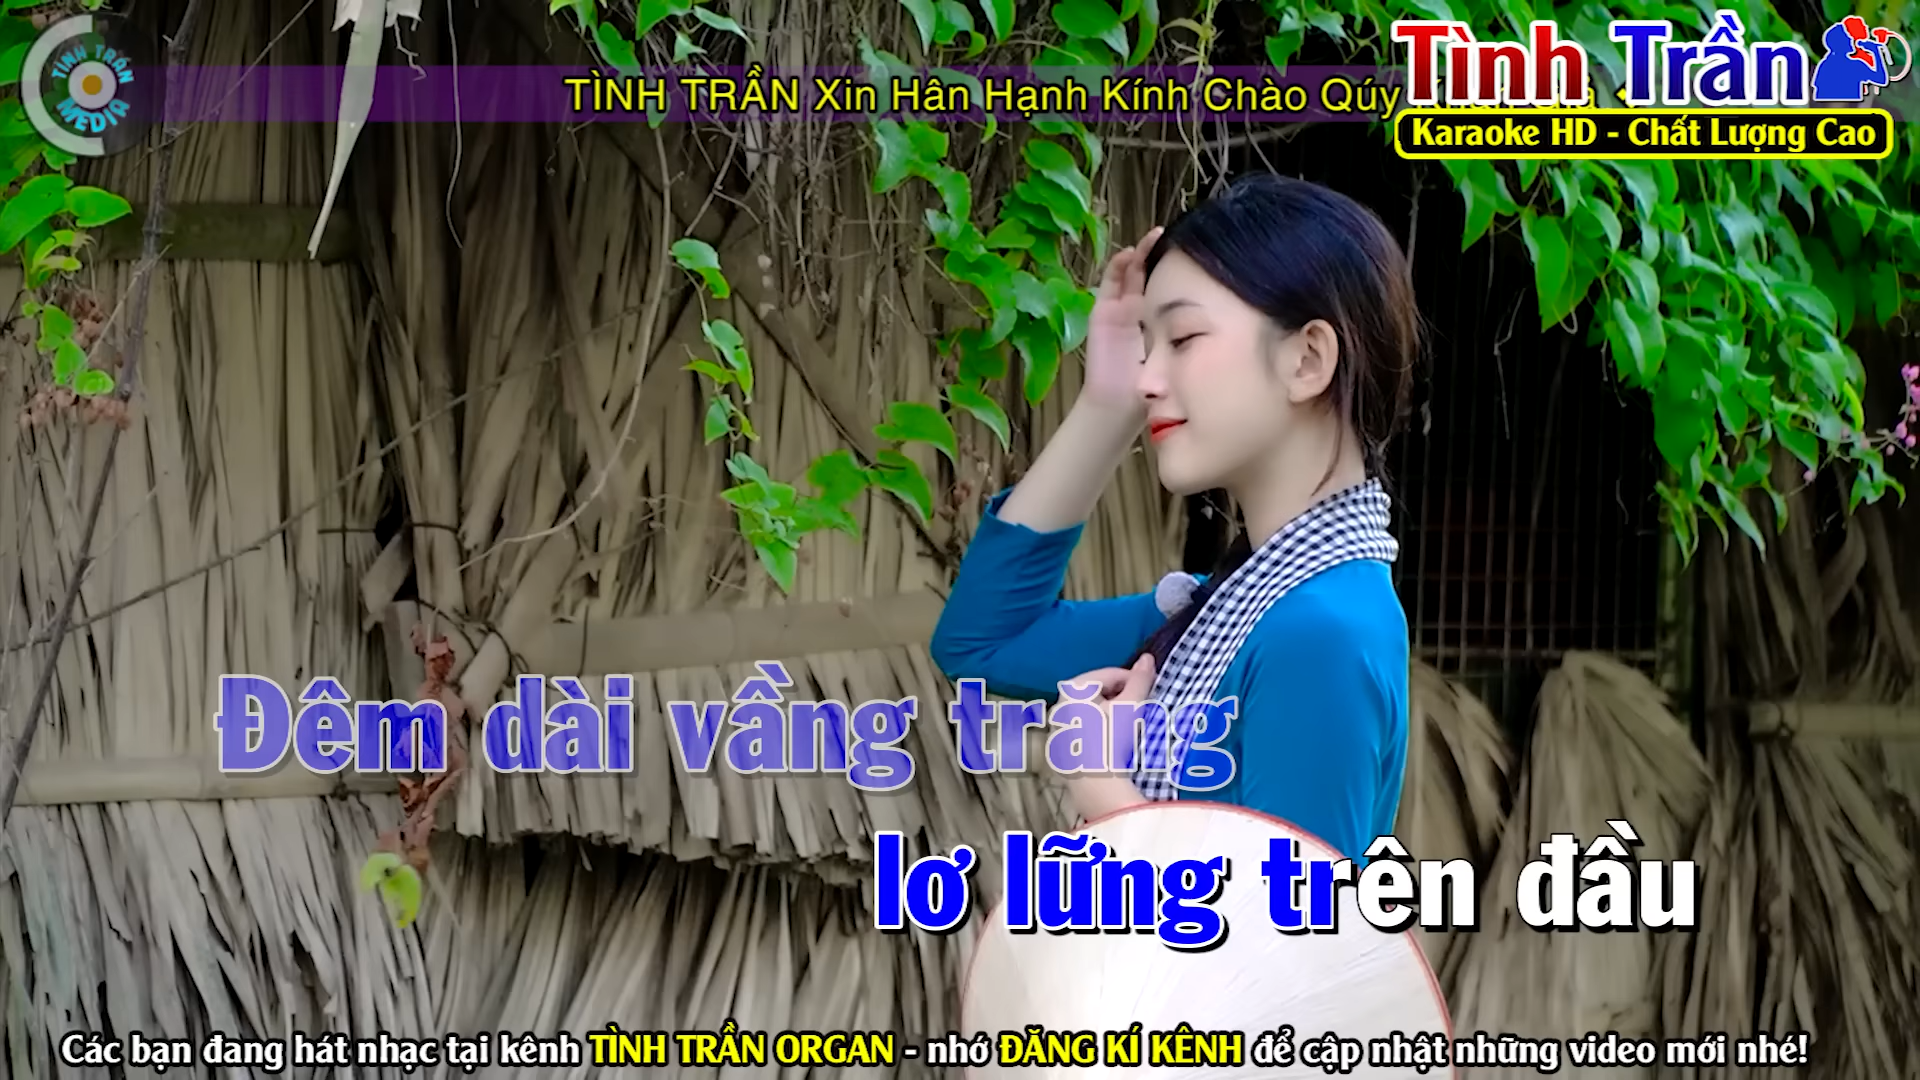 TÌNH TRẦN
MEDIA
TÌNH TRẦN Xin Hân Hạnh Kính Chào Qúy
Tình Trần
Karaoke HD - Chất Lượng Cao
Đêm dài vầng trăng
lơ lững trên đầu
Các bạn đang hát nhạc tại kênh TÌNH TRẦN ORGAN - nhớ ĐĂNG KÍ KÊNH để cập nhật những video mới nhé!